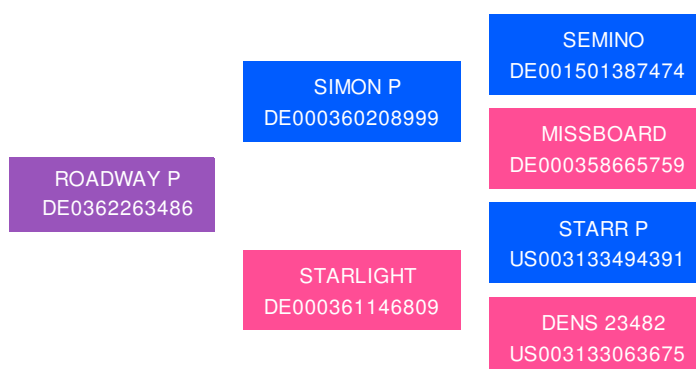 SEMINO
DE001501387474
SIMON P
DE000360208999
MISSBOARD
DE000358665759
ROADWAY P
DE0362263486
STARR P
US003133494391
STARLIGHT
DE000361146809
DENS 23482
US003133063675